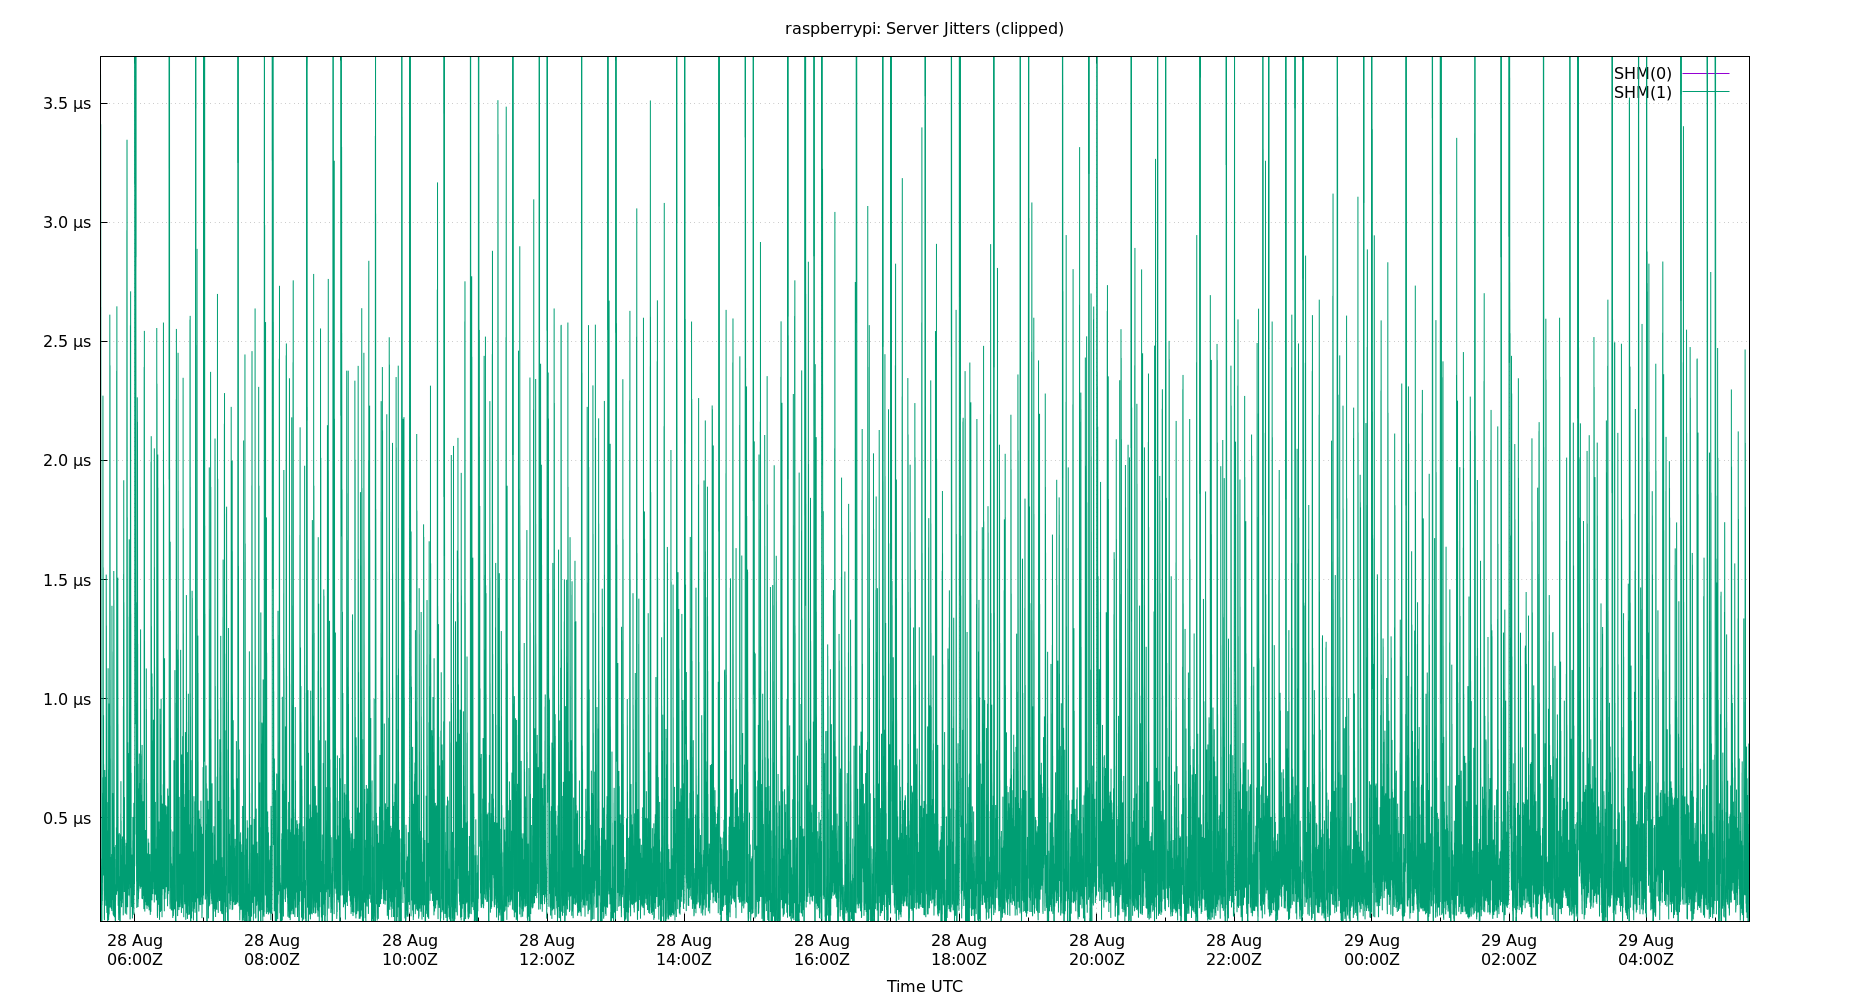 raspberrypi: Server Jitters (clipped)
SHM(0)
SHM(1)
3.5 µs
3.0 µs
2.5 µs
2.0 µs
1.5 µs
1.0 µs
0.5 µs
28 Aug 28 Aug 28 Aug 28 Aug 28 Aug 28 Aug 28 Aug 28 Aug 28 Aug 29 Aug 29 Aug 29 Aug
06:00Z 08:00Z 10:00Z 12:00Z 14:00Z 16:00Z 18:00Z 20:00Z 22:00Z 00:00Z 02:00Z 04:00Z
Time UTC